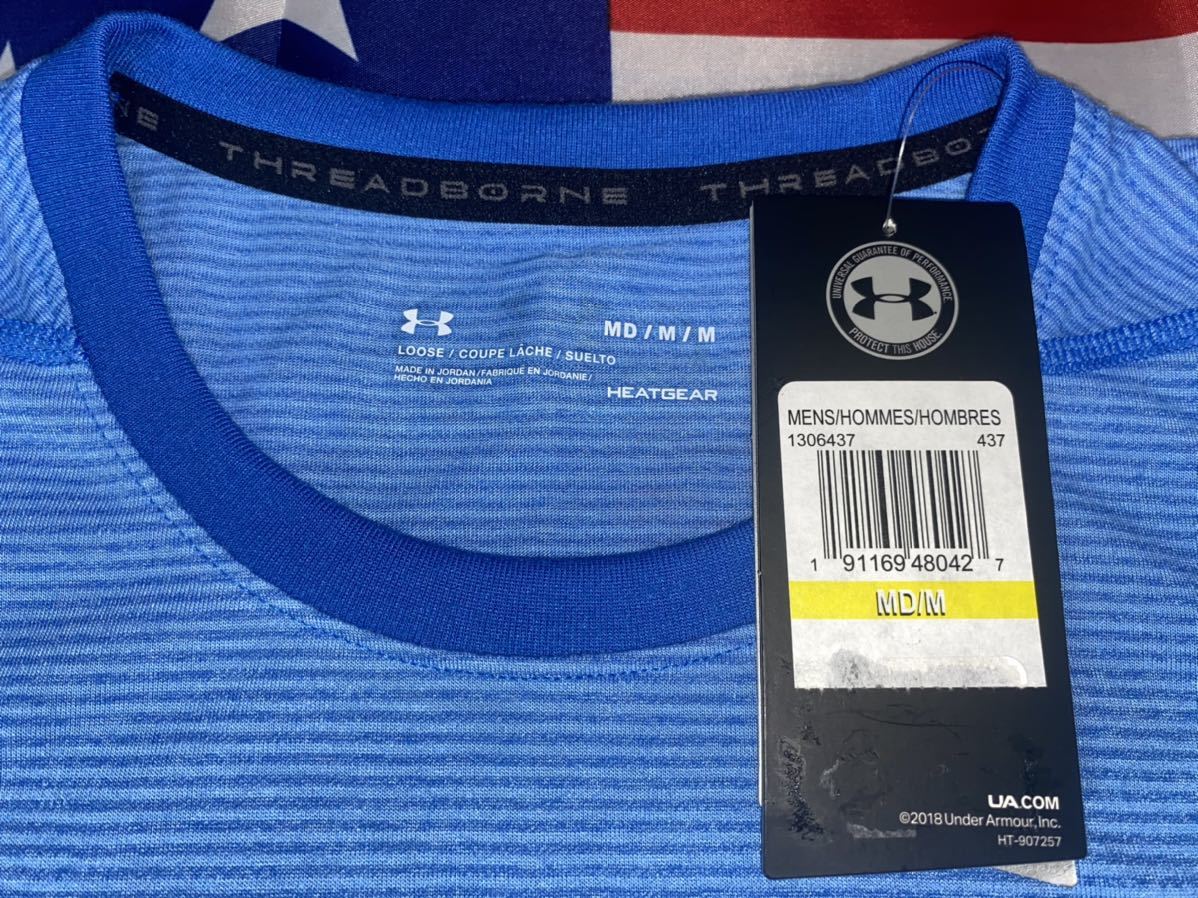 NE
THREADBORNE
THREADBO
MD / M / M
LOOSE / COUPE LÂCHE / SUELTO
MADE IN JORDAN/FABRIQUÉ EN JORDANIE/
HECHO EN JORDANIA
HEATGEAR
UNIVERSAL GUARANTEE OF PERFORMANCE
PROTECT THIS HOUSE
MENS/HOMMES/HOMBRES
1306437 437
1 91169 48042 7
MD/M
UA.COM
©2018 Under Armour, Inc.
HT-907257